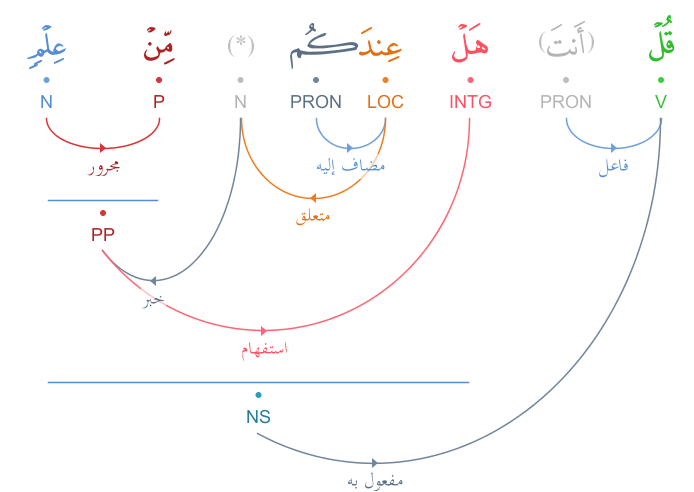 قُلْ (أَنتَ) هَلْ عِندَكُم (*) مِّنْ عِلْمٍ
V PRON INTG LOC PRON N P N
فاعل مضاف إليه مجرور
متعلق
PP
خبر
استفهام
NS
مفعول به